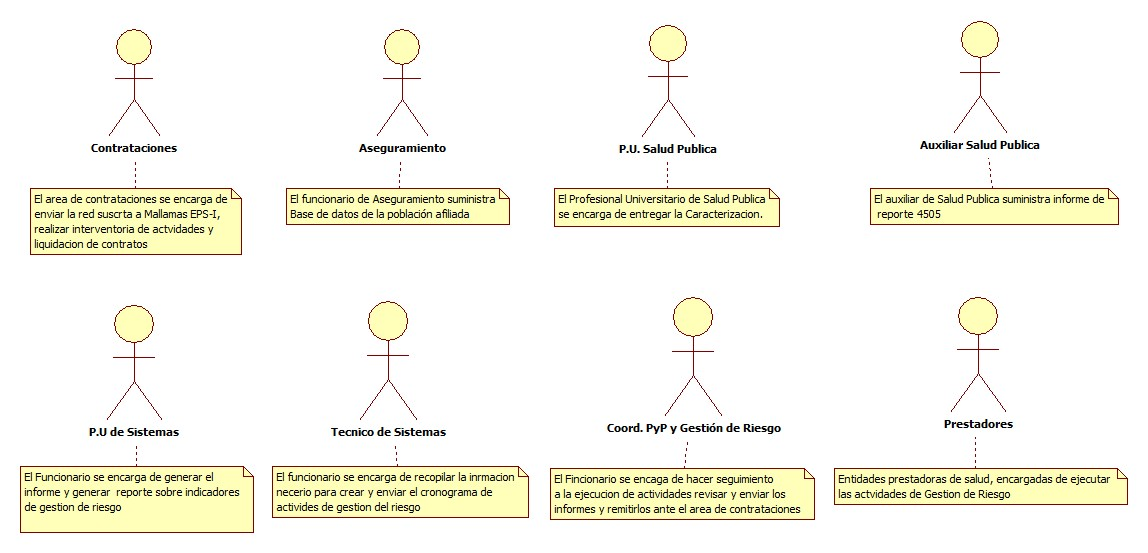 Contrataciones
El area de contrataciones se encarga de
enviar la red suscrta a Mallamas EPS-I,
realizar interventoria de actvdades y
liquidacion de contratos
Aseguramiento
El funcionario de Aseguramiento suministra
Base de datos de la población afiliada
P.U. Salud Publica
El Profesional Universitario de Salud Publica
se encarga de entregar la Caracterizacion.
Auxiliar Salud Publica
El auxiliar de Salud Publica suministra informe de
reporte 4505
P.U de Sistemas
El Funcionario se encarga de generar el
informe y generar reporte sobre indicadores
de gestion de riesgo
Tecnico de Sistemas
El funcionario se encarga de recopilar la inrmacion
necerio para crear y enviar el cronograma de
activides de gestion del riesgo
Coord. PyP y Gestión de Riesgo
El Fincionario se encaga de hacer seguimiento
a la ejecucion de actividades revisar y enviar los
informes y remitirlos ante el area de contrataciones
Prestadores
Entidades prestadoras de salud, encargadas de ejecutar
las actvdades de Gestion de Riesgo